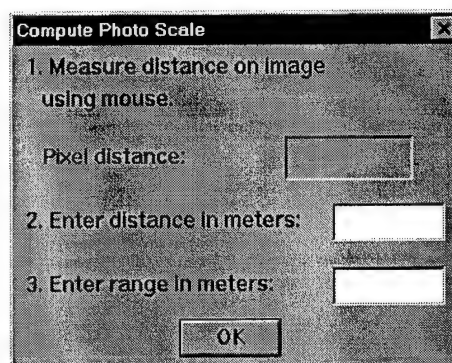 Compute Photo Scale
1. Measure distance on image
using mouse.
Pixel distance:
2. Enter distance in meters:
3. Enter range in meters:
OK